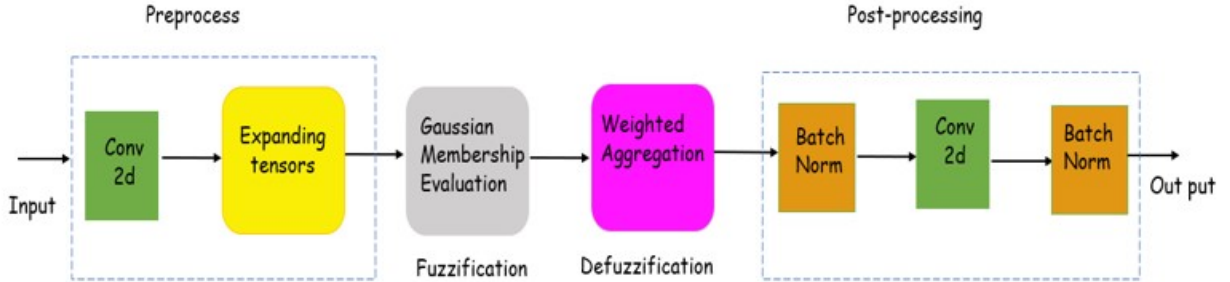 Preprocess
Post-processing
Input
Conv
2d
Expanding
tensors
Gaussian
Membership
Evaluation
Fuzzification
Weighted
Aggregation
Defuzzification
Batch
Norm
Conv
2d
Batch
Norm
Out put